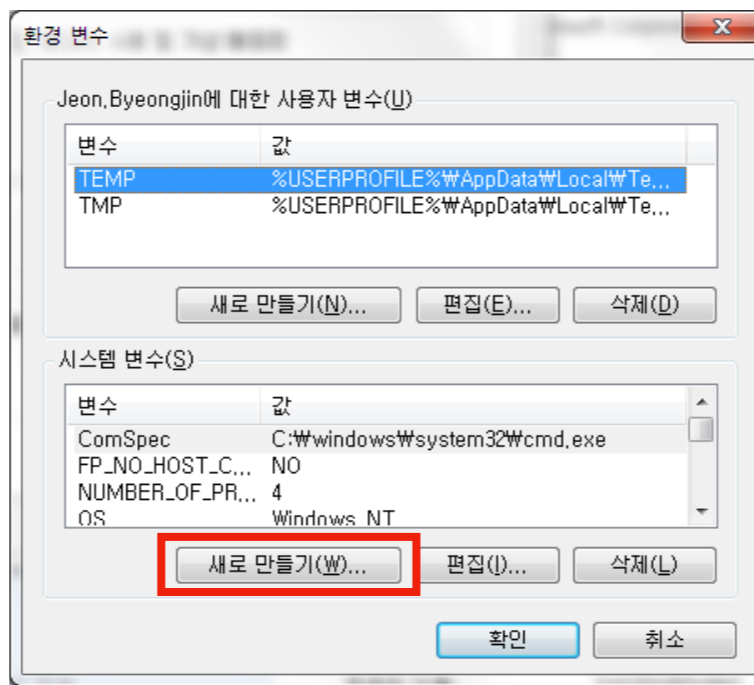 환경 변수
Jeon,Byeongjin에 대한 사용자 변수(U)
변수 값
TEMP %USERPROFILE%₩AppData₩Local₩Te...
TMP %USERPROFILE%₩AppData₩Local₩Te...
새로 만들기(N)... 편집(E)... 삭제(D)
시스템 변수(S)
변수 값
ComSpec C:₩windows₩system32₩cmd.exe
FP_NO_HOST_C... NO
NUMBER_OF_PR... 4
OS Windows_NT
새로 만들기(W)... 편집(I)... 삭제(L)
확인 취소